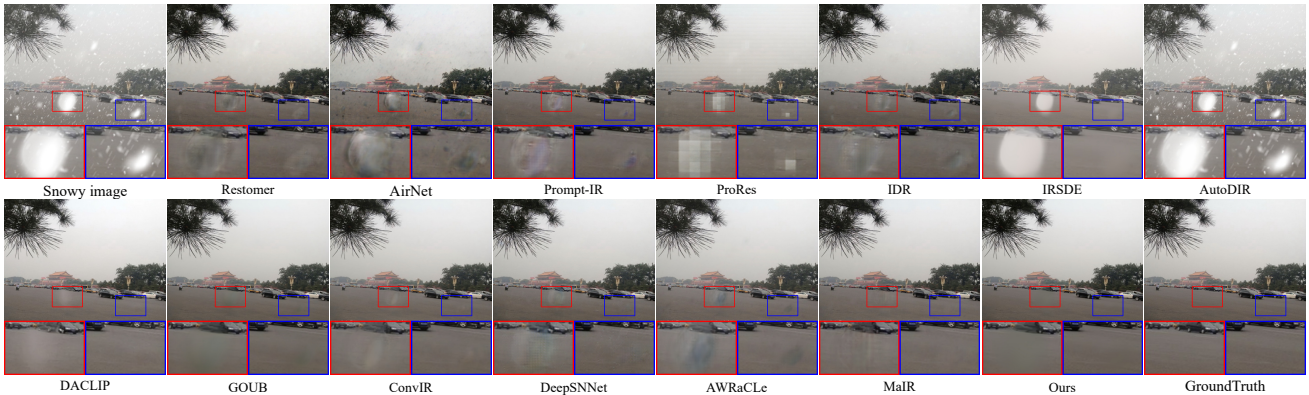 Snowy image Restomer AirNet Prompt-IR ProRes IDR IRSDE AutoDIR
DACLIP GOUB ConvIR DeepSNNet AWRaCLe MaIR Ours GroundTruth